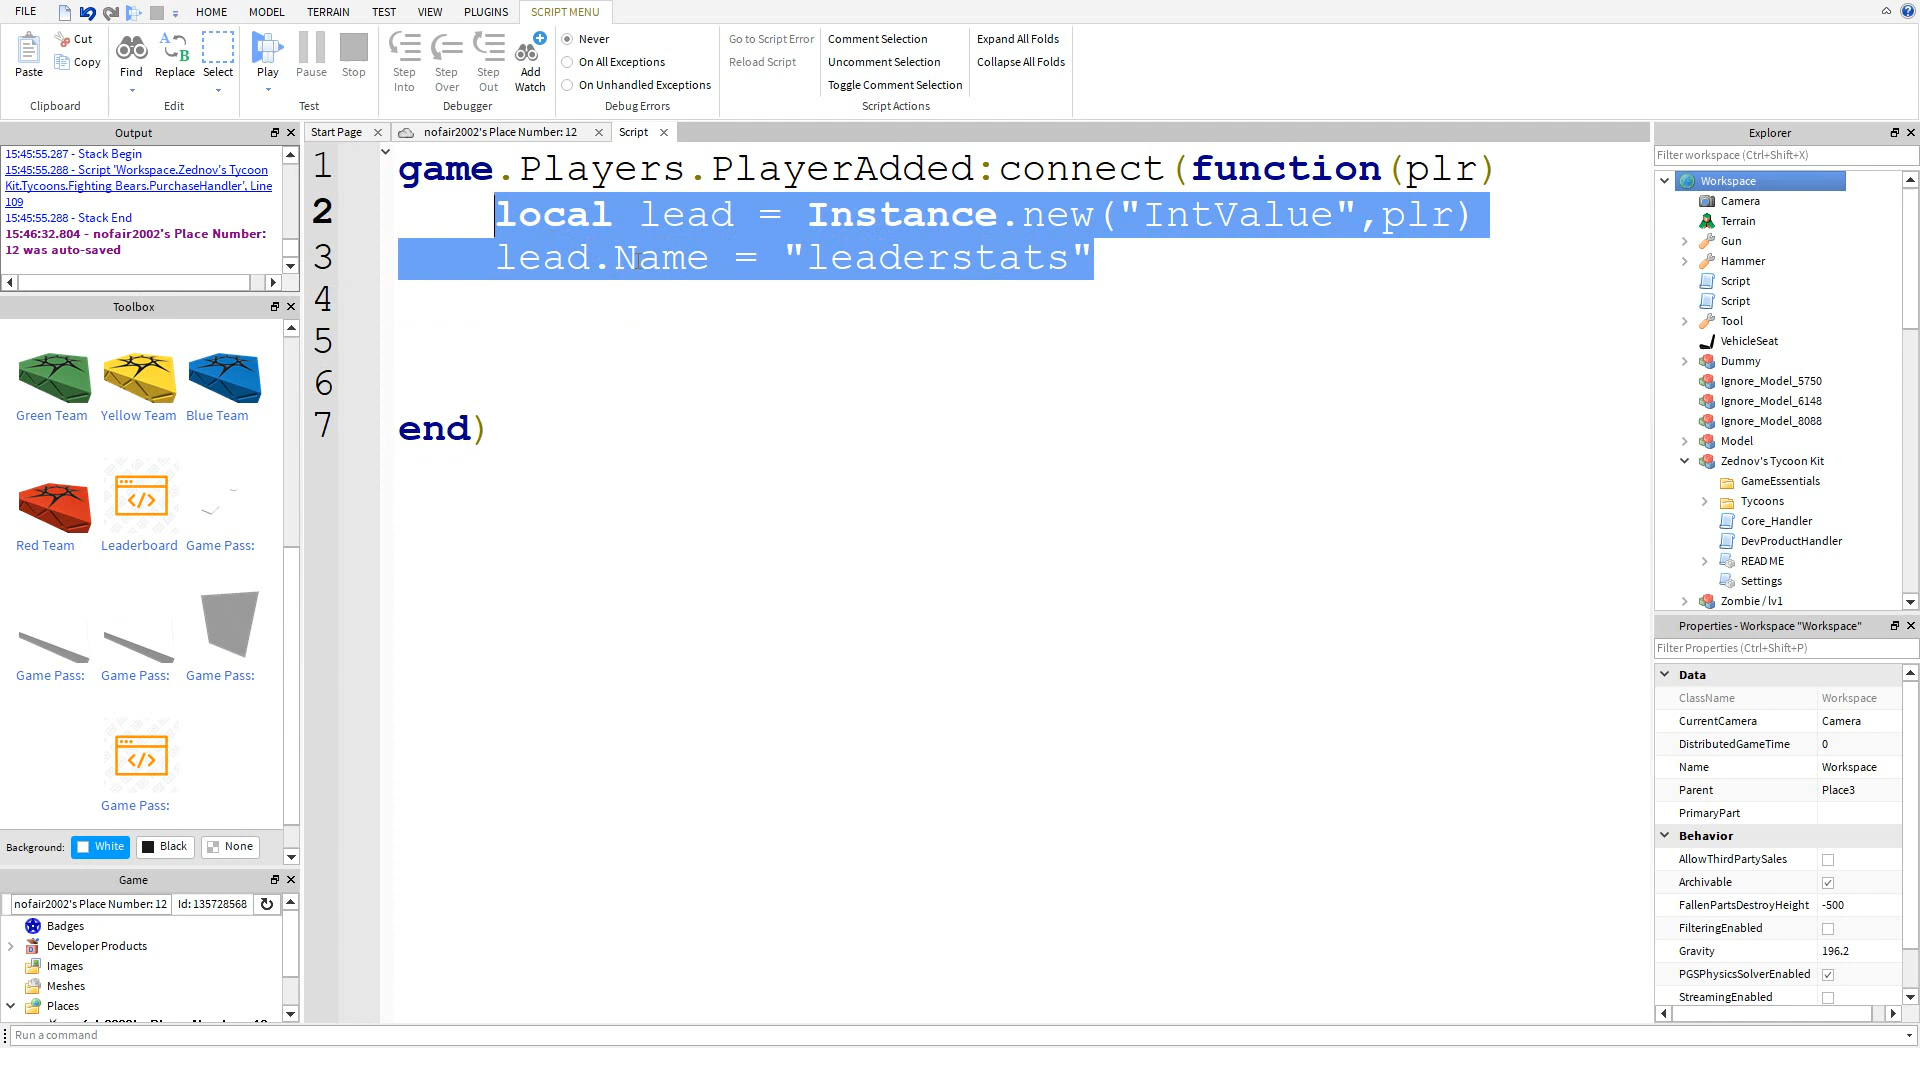 FILE HOME MODEL TERRAIN TEST VIEW PLUGINS SCRIPT MENU
Paste Cut Copy
Clipboard
Find Replace Select
Edit
Play Pause Stop
Test
Step Into Step Over Step Out Add Watch
Debugger
Never
On All Exceptions
On Unhandled Exceptions
Debug Errors
Go to Script Error
Reload Script
Comment Selection
Uncomment Selection
Toggle Comment Selection
Script Actions
Expand All Folds
Collapse All Folds
Output
15:45:55.287 - Stack Begin
15:45:55.288 - Script 'Workspace.Zednov's Tycoon
Kit.Tycoons.Fighting Bears.PurchaseHandler', Line
109
15:45:55.288 - Stack End
15:46:32.804 - nofair2002's Place Number:
12 was auto-saved
Toolbox
Green Team Yellow Team Blue Team
Red Team Leaderboard Game Pass:
Game Pass: Game Pass: Game Pass:
Game Pass:
Background: White Black None
Game
nofair2002's Place Number: 12 Id: 135728568
Badges
Developer Products
Images
Meshes
Places
Run a command
Start Page nofair2002's Place Number: 12 Script
1 game.Players.PlayerAdded:connect(function(plr)
2 local lead = Instance.new("IntValue",plr)
3 lead.Name = "leaderstats"
4
5
6
7 end)
Explorer
Filter workspace (Ctrl+Shift+X)
Workspace
Camera
Terrain
Gun
Hammer
Script
Script
Tool
VehicleSeat
Dummy
Ignore_Model_5750
Ignore_Model_6148
Ignore_Model_8088
Model
Zednov's Tycoon Kit
GameEssentials
Tycoons
Core_Handler
DevProductHandler
README
Settings
Zombie / lv1
Properties - Workspace "Workspace"
Filter Properties (Ctrl+Shift+P)
Data
ClassName Workspace
CurrentCamera Camera
DistributedGameTime 0
Name Workspace
Parent Place3
PrimaryPart
Behavior
AllowThirdPartySales
Archivable
FallenPartsDestroyHeight -500
FilteringEnabled
Gravity 196.2
PGSPhysicsSolverEnabled
StreamingEnabled